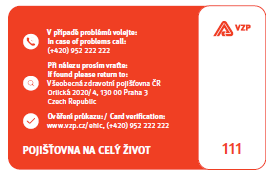 V případě problémů volejte:
In case of problems call:
(+420) 952 222 222
VZP
Při nálezu prosím vraťte:
If found please return to:
Všeobecná zdravotní pojišťovna ČR
Orlická 2020/4, 130 00 Praha 3
Czech Republic
Ověření průkazu: / Card verification:
www.vzp.cz/ehic, (+420) 952 222 222
POJIŠŤOVNA NA CELÝ ŽIVOT
111